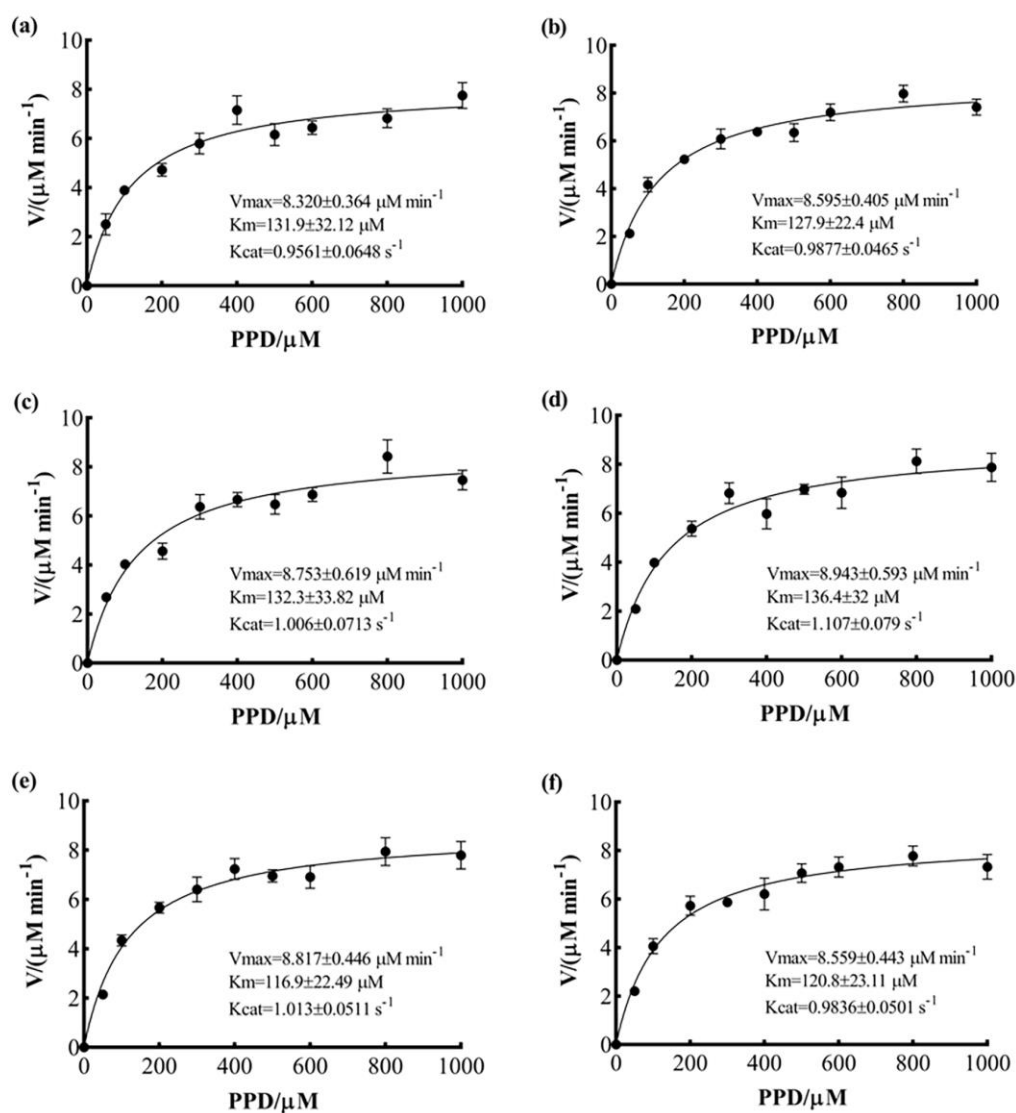 (a)
10
8
6
4
2
0
V/(μM min⁻¹)
Vmax=8.320±0.364 μM min⁻¹
Km=131.9±32.12 μM
Kcat=0.9561±0.0648 s⁻¹
0 200 400 600 800 1000
PPD/μM
(b)
10
8
6
4
2
0
V/(μM min⁻¹)
Vmax=8.595±0.405 μM min⁻¹
Km=127.9±22.4 μM
Kcat=0.9877±0.0465 s⁻¹
0 200 400 600 800 1000
PPD/μM
(c)
10
8
6
4
2
0
V/(μM min⁻¹)
Vmax=8.753±0.619 μM min⁻¹
Km=132.3±33.82 μM
Kcat=1.006±0.0713 s⁻¹
0 200 400 600 800 1000
PPD/μM
(d)
10
8
6
4
2
0
V/(μM min⁻¹)
Vmax=8.943±0.593 μM min⁻¹
Km=136.4±32 μM
Kcat=1.107±0.079 s⁻¹
0 200 400 600 800 1000
PPD/μM
(e)
10
8
6
4
2
0
V/(μM min⁻¹)
Vmax=8.817±0.446 μM min⁻¹
Km=116.9±22.49 μM
Kcat=1.013±0.0511 s⁻¹
0 200 400 600 800 1000
PPD/μM
(f)
10
8
6
4
2
0
V/(μM min⁻¹)
Vmax=8.559±0.443 μM min⁻¹
Km=120.8±23.11 μM
Kcat=0.9836±0.0501 s⁻¹
0 200 400 600 800 1000
PPD/μM